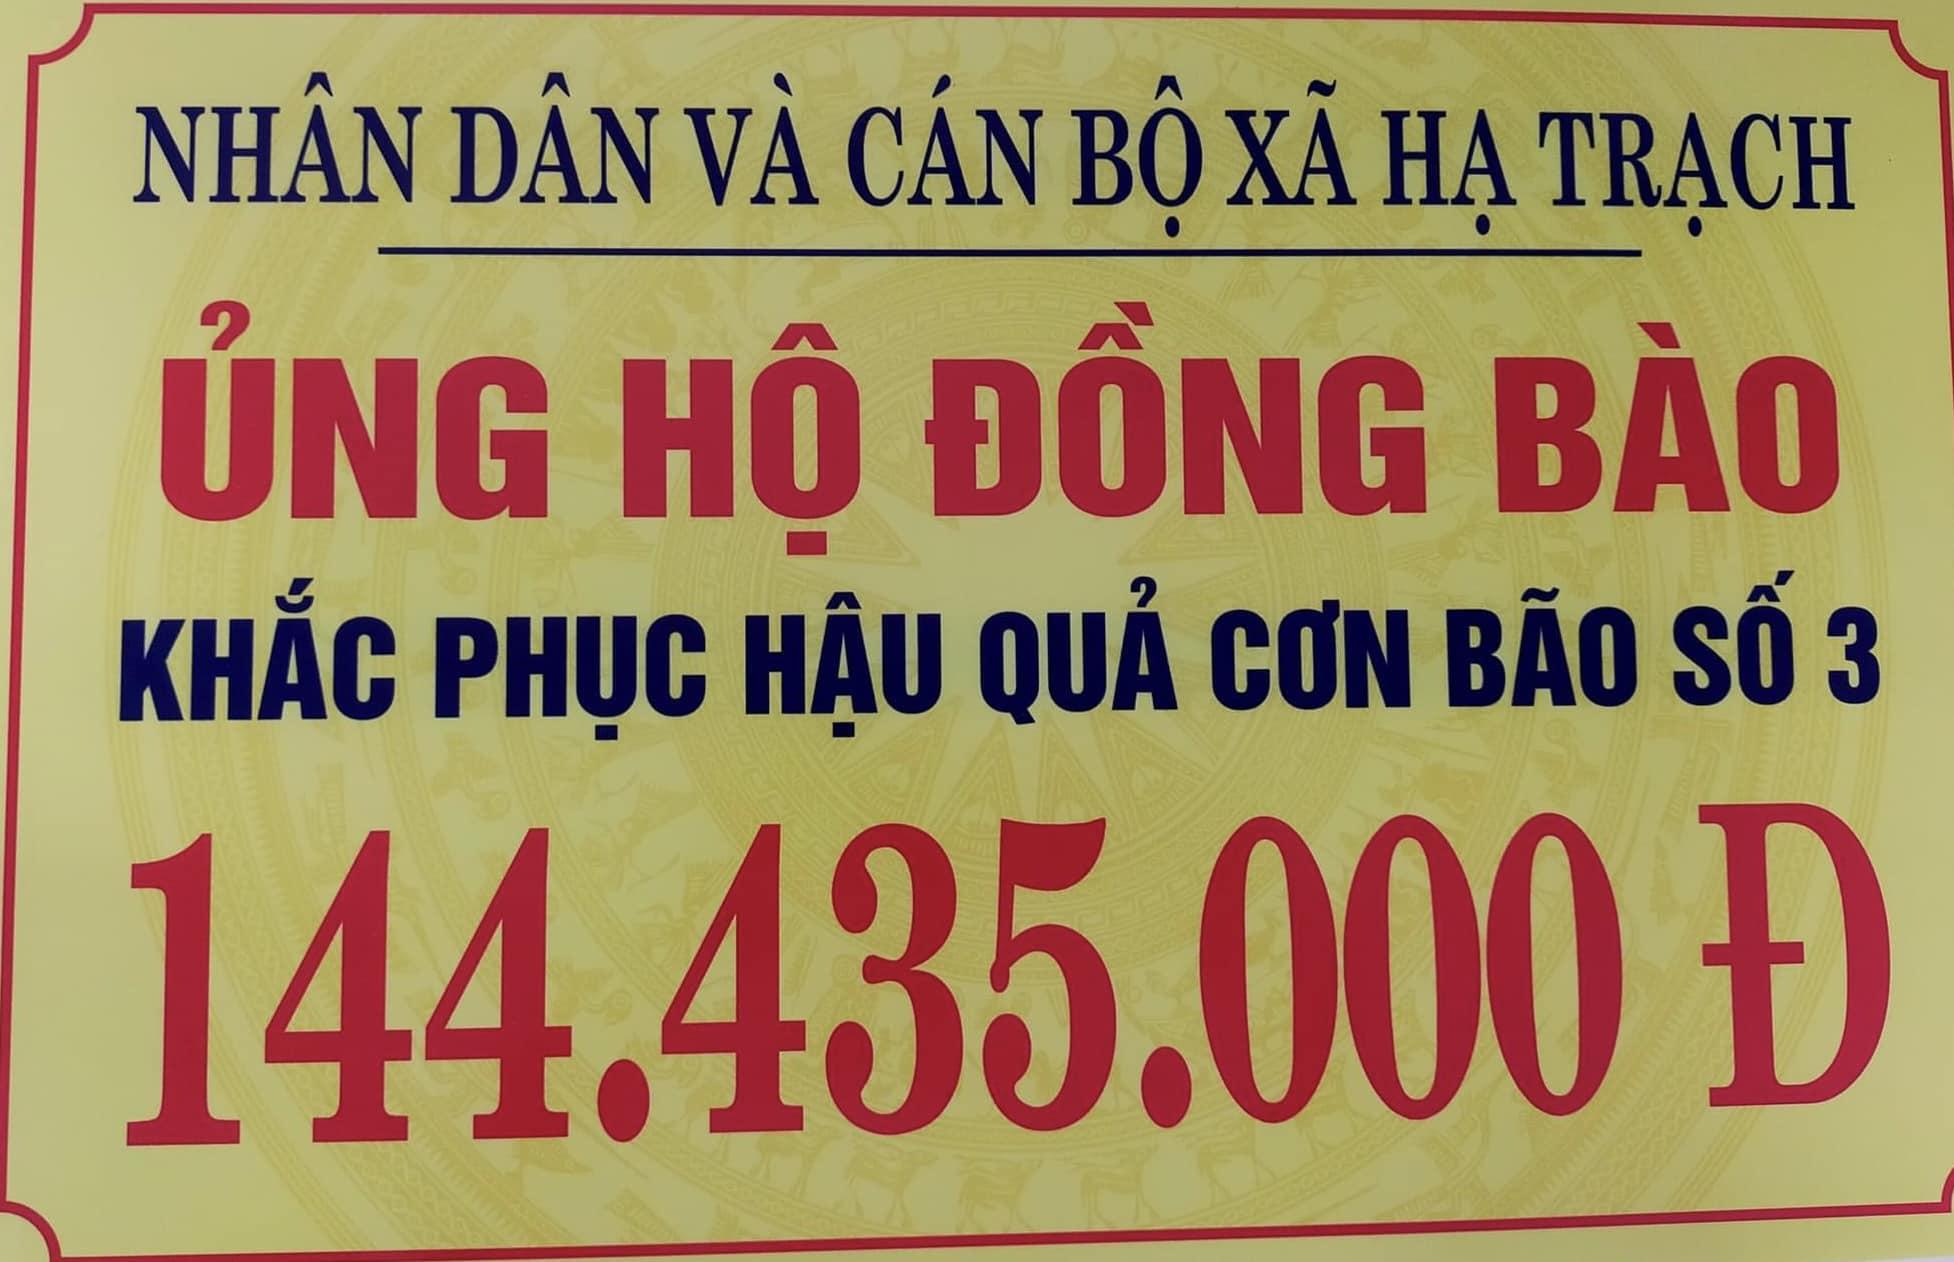 NHÂN DÂN VÀ CÁN BỘ XÃ HẠ TRẠCH
ỦNG HỘ ĐỒNG BÀO
KHẮC PHỤC HẬU QUẢ CƠN BÃO SỐ 3
144.435.000 Đ